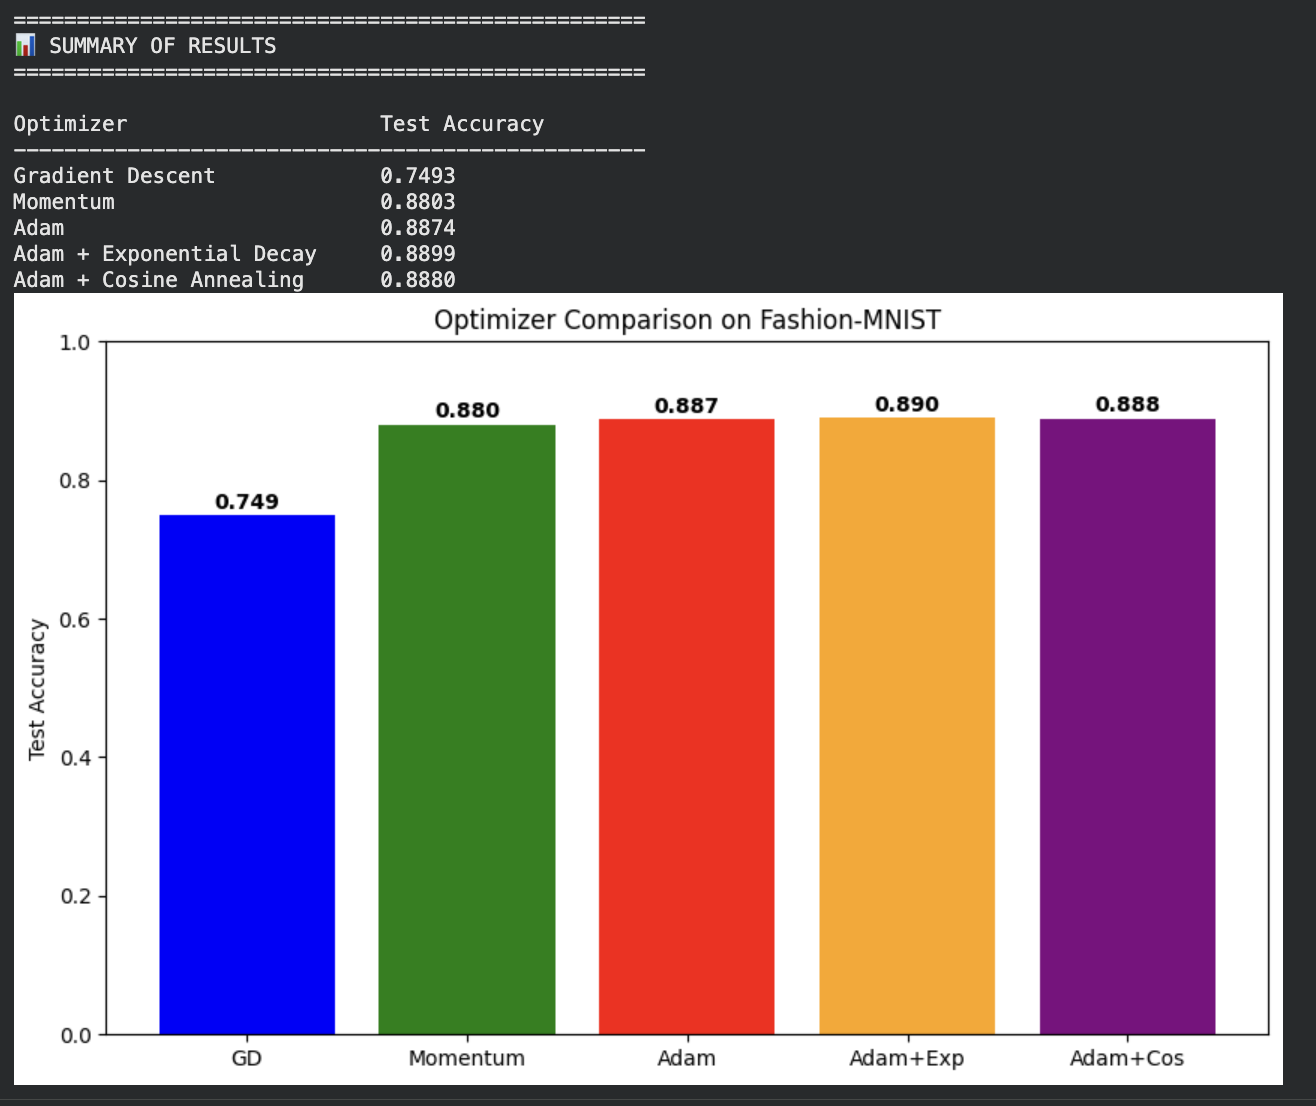 ==================================================
📊 SUMMARY OF RESULTS
==================================================
Optimizer Test Accuracy
--------------------------------------------------
Gradient Descent 0.7493
Momentum 0.8803
Adam 0.8874
Adam + Exponential Decay 0.8899
Adam + Cosine Annealing 0.8880
Optimizer Comparison on Fashion-MNIST
1.0
0.8
0.6
0.4
0.2
0.0
Test Accuracy
0.749
0.880
0.887
0.890
0.888
GD
Momentum
Adam
Adam+Exp
Adam+Cos